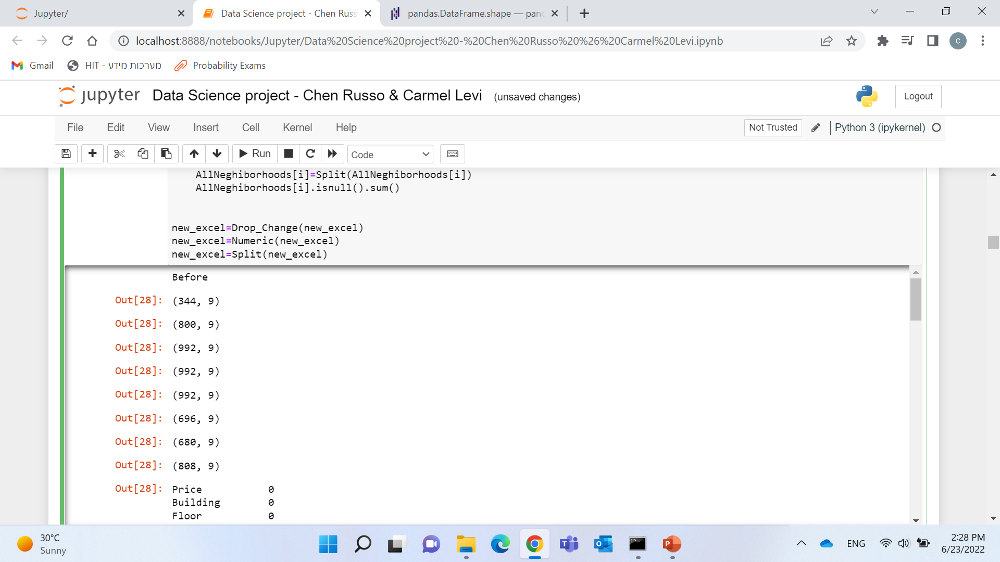 Jupyter/
Data Science project - Chen Russ
pandas.DataFrame.shape — pand
localhost:8888/notebooks/Jupyter/Data%20Science%20project%20-%20Chen%20Russo%20%26%20Carmel%20Levi.ipynb
c
Gmail
HIT - מערכות מידע
Probability Exams
jupyter
Data Science project - Chen Russo & Carmel Levi (unsaved changes)
Logout
File Edit View Insert Cell Kernel Help
Not Trusted
Python 3 (ipykernel)
Run
Code
AllNeghiborhoods[i]=Split(AllNeghiborhoods[i])
AllNeghiborhoods[i].isnull().sum()
new_excel=Drop_Change(new_excel)
new_excel=Numeric(new_excel)
new_excel=Split(new_excel)
Before
Out[28]: (344, 9)
Out[28]: (800, 9)
Out[28]: (992, 9)
Out[28]: (992, 9)
Out[28]: (992, 9)
Out[28]: (696, 9)
Out[28]: (680, 9)
Out[28]: (808, 9)
Out[28]: Price 0
Building 0
Floor 0
30°C
Sunny
ENG
2:28 PM
6/23/2022